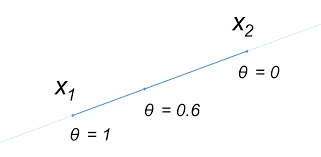 x₂
x₁
θ = 0
θ = 0.6
θ = 1